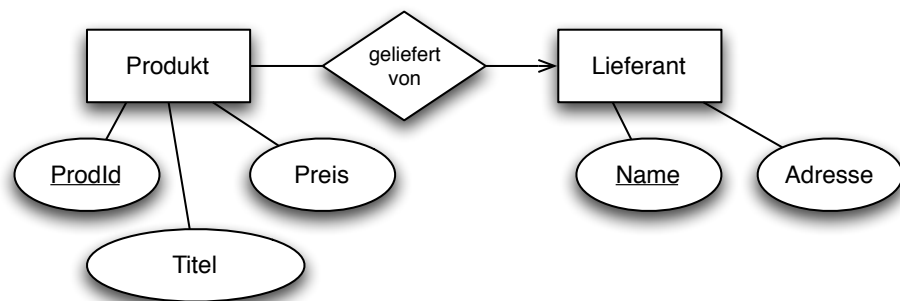 Produkt
geliefert
von
Lieferant
ProdId
Preis
Name
Adresse
Titel